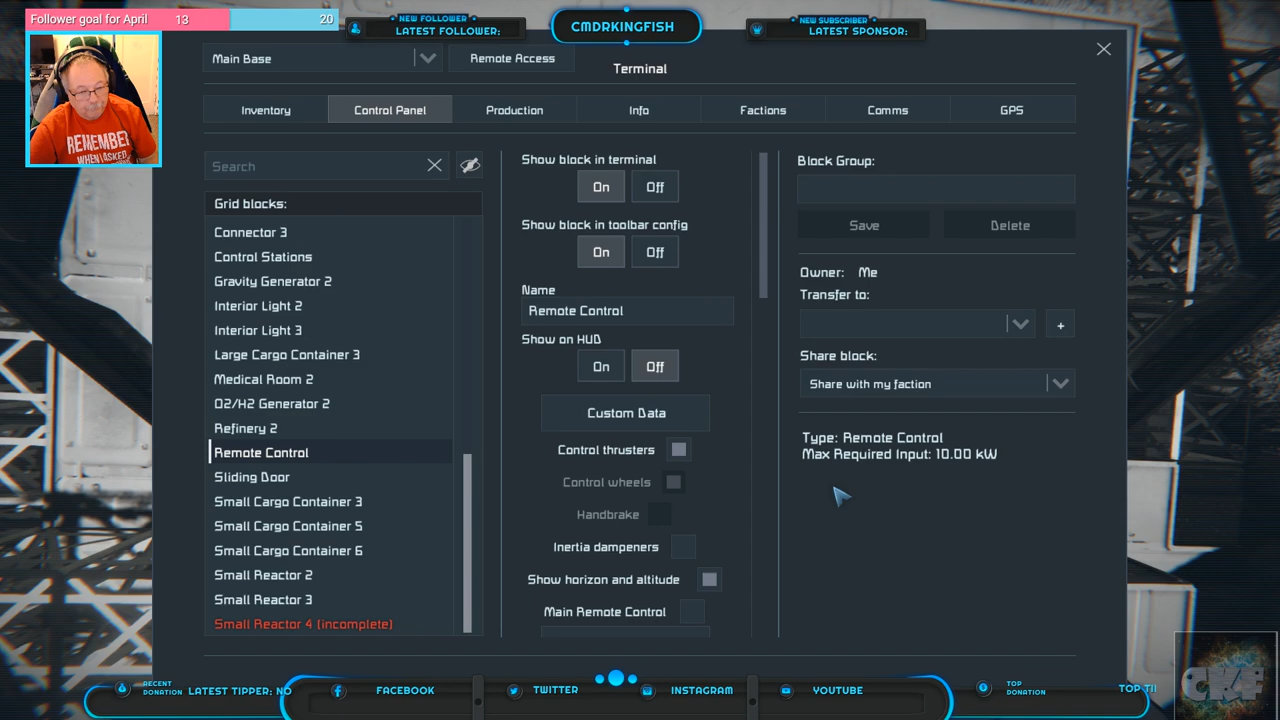 Follower goal for April 13 20
NEW FOLLOWER
LATEST FOLLOWER:
CMDRKINGFISH
NEW SUBSCRIBER
LATEST SPONSOR:
Main Base
Remote Access
Terminal
Inventory
Control Panel
Production
Info
Factions
Comms
GPS
Search
Grid blocks:
Connector 3
Control Stations
Gravity Generator 2
Interior Light 2
Interior Light 3
Large Cargo Container 3
Medical Room 2
O2/H2 Generator 2
Refinery 2
Remote Control
Sliding Door
Small Cargo Container 3
Small Cargo Container 5
Small Cargo Container 6
Small Reactor 2
Small Reactor 3
Small Reactor 4 (incomplete)
Show block in terminal
On Off
Show block in toolbar config
On Off
Name
Remote Control
Show on HUD
On Off
Custom Data
Control thrusters
Control wheels
Handbrake
Inertia dampeners
Show horizon and altitude
Main Remote Control
Block Group:
Save Delete
Owner: Me
Transfer to:
+
Share block:
Share with my faction
Type: Remote Control
Max Required Input: 10.00 kW
REMEMBER
WHEN I ASKED
RECENT
DONATION
LATEST TIPPER: NO
FACEBOOK
TWITTER
INSTAGRAM
YOUTUBE
TOP
DONATION
TOP TI
CKF